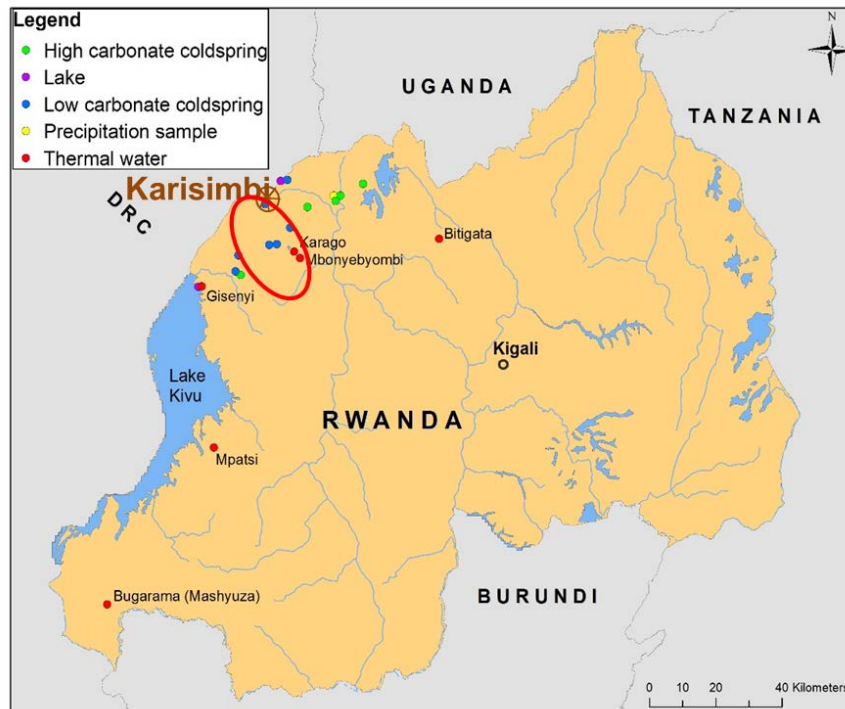 Legend
High carbonate coldspring
Lake
Low carbonate coldspring
Precipitation sample
Thermal water
N
UGANDA
TANZANIA
DRC
Karisimbi
Karago
Mbonyebyombi
Bitigata
Gisenyi
Kigali
Lake
Kivu
RWANDA
Mpatsi
Bugarama (Mashyuza)
BURUNDI
0 10 20 40 Kilometers